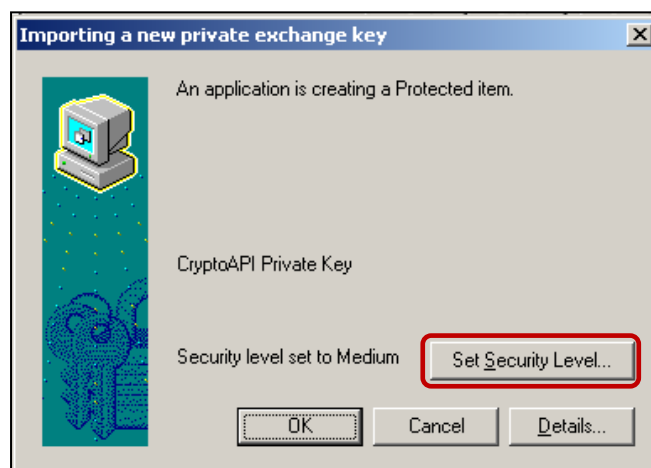 Importing a new private exchange key
An application is creating a Protected item.
CryptoAPI Private Key
Security level set to Medium
Set Security Level...
OK
Cancel
Details...